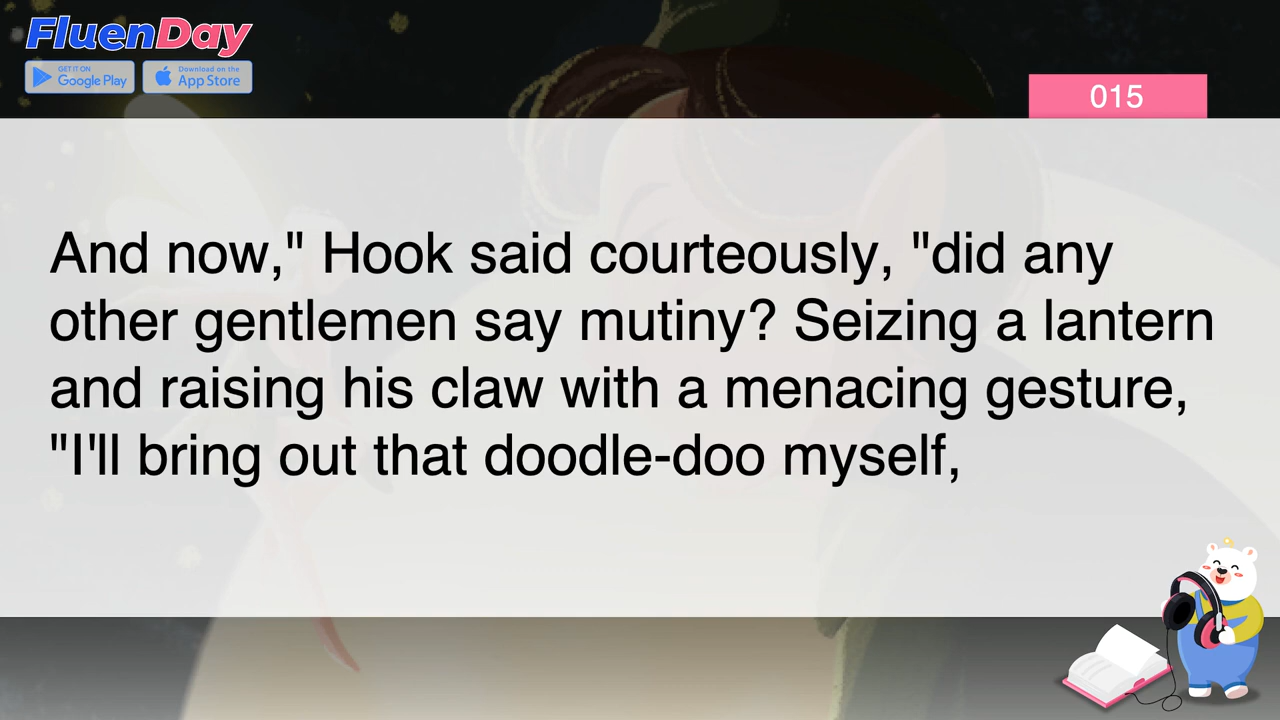 FluenDay
GET IT ON
Google Play
Download on the
App Store
015
And now," Hook said courteously, "did any
other gentlemen say mutiny? Seizing a lantern
and raising his claw with a menacing gesture,
"I'll bring out that doodle-doo myself,